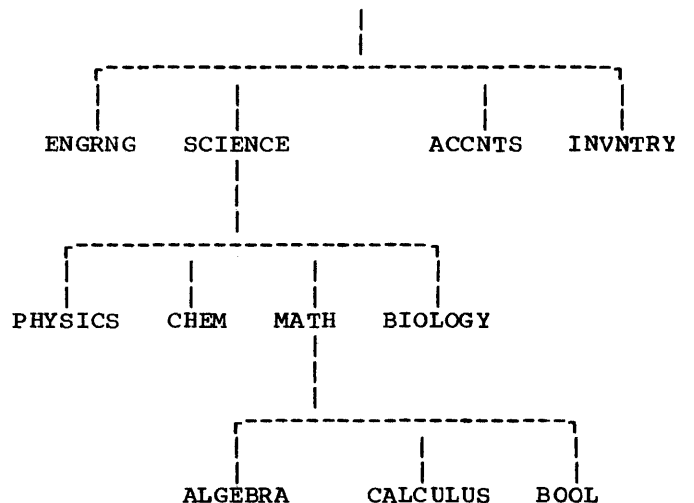 ENGRNG SCIENCE ACCNTS INVNTRY
PHYSICS CHEM MATH BIOLOGY
ALGEBRA CALCULUS BOOL